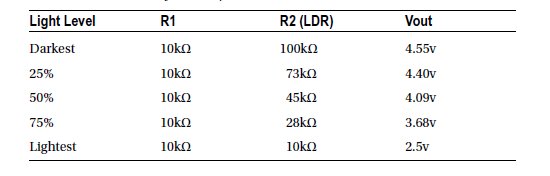 Light Level R1 R2 (LDR) Vout
Darkest 10kΩ 100kΩ 4.55v
25% 10kΩ 73kΩ 4.40v
50% 10kΩ 45kΩ 4.09v
75% 10kΩ 28kΩ 3.68v
Lightest 10kΩ 10kΩ 2.5v